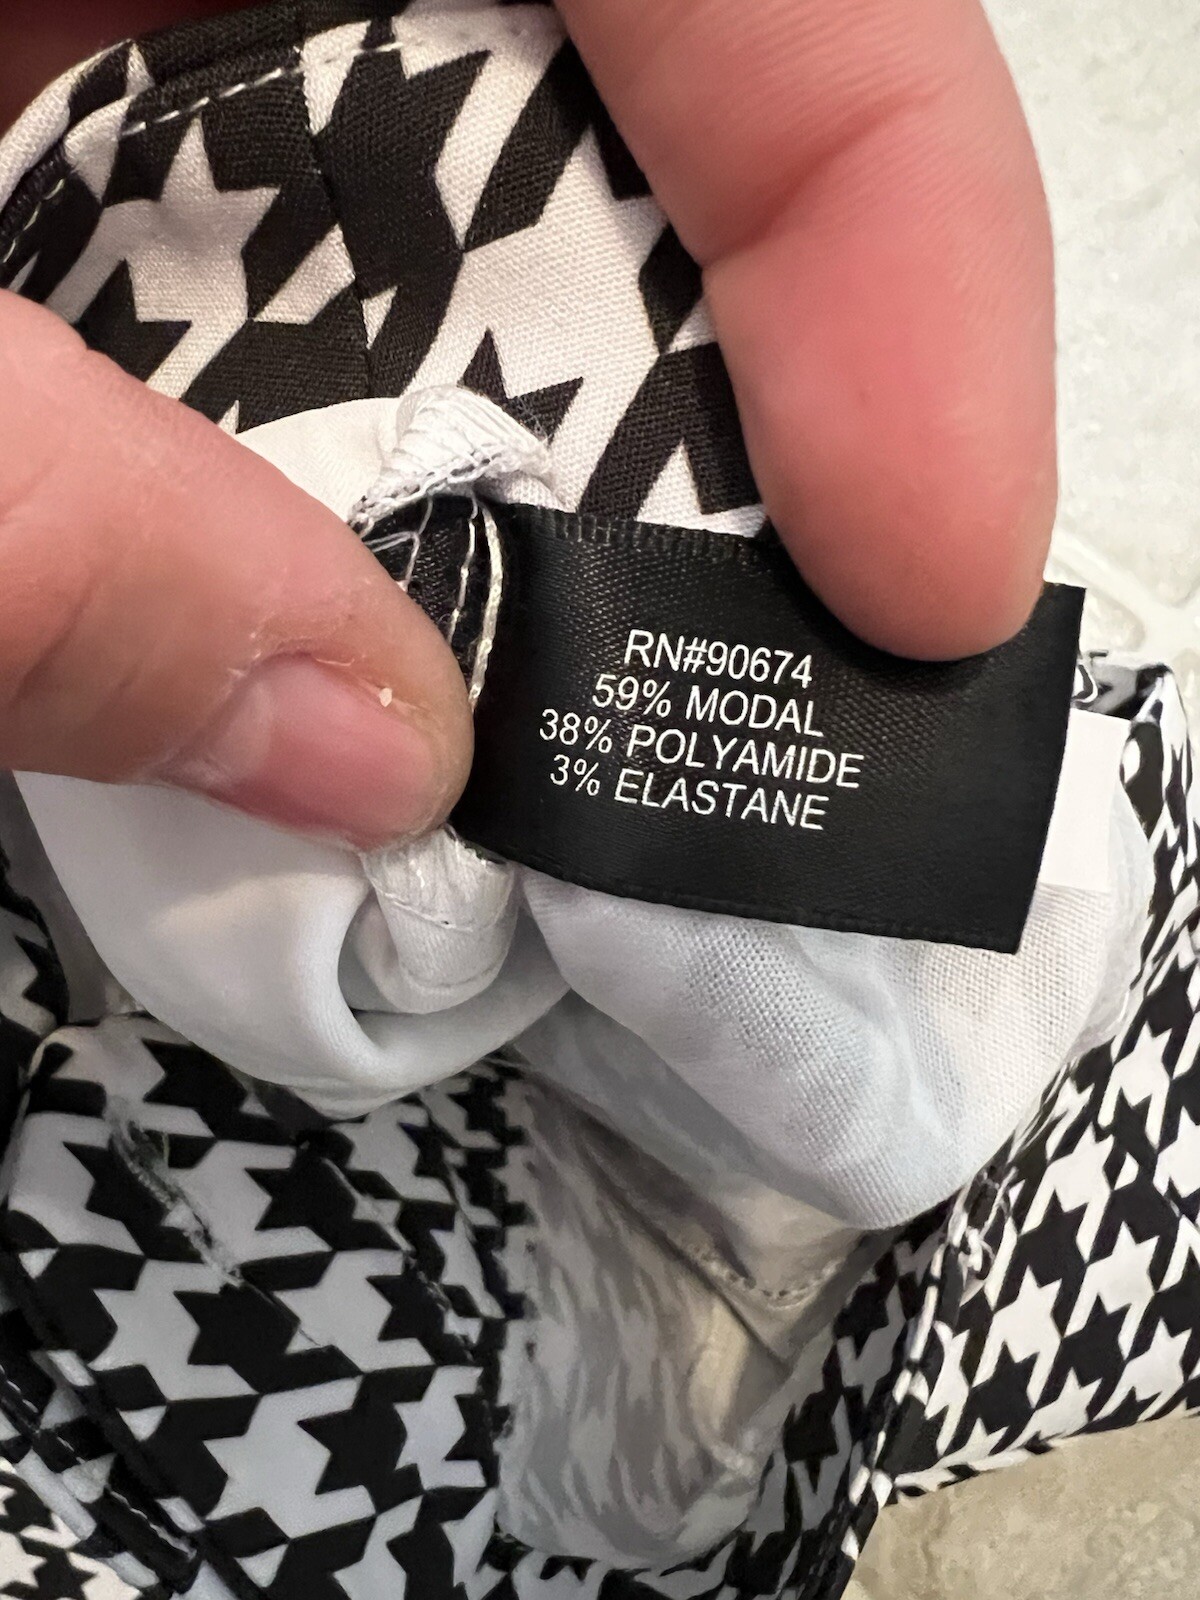 RN#90674
59% MODAL
38% POLYAMIDE
3% ELASTANE